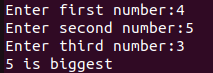 Enter first number:4
Enter second number:5
Enter third number:3
5 is biggest